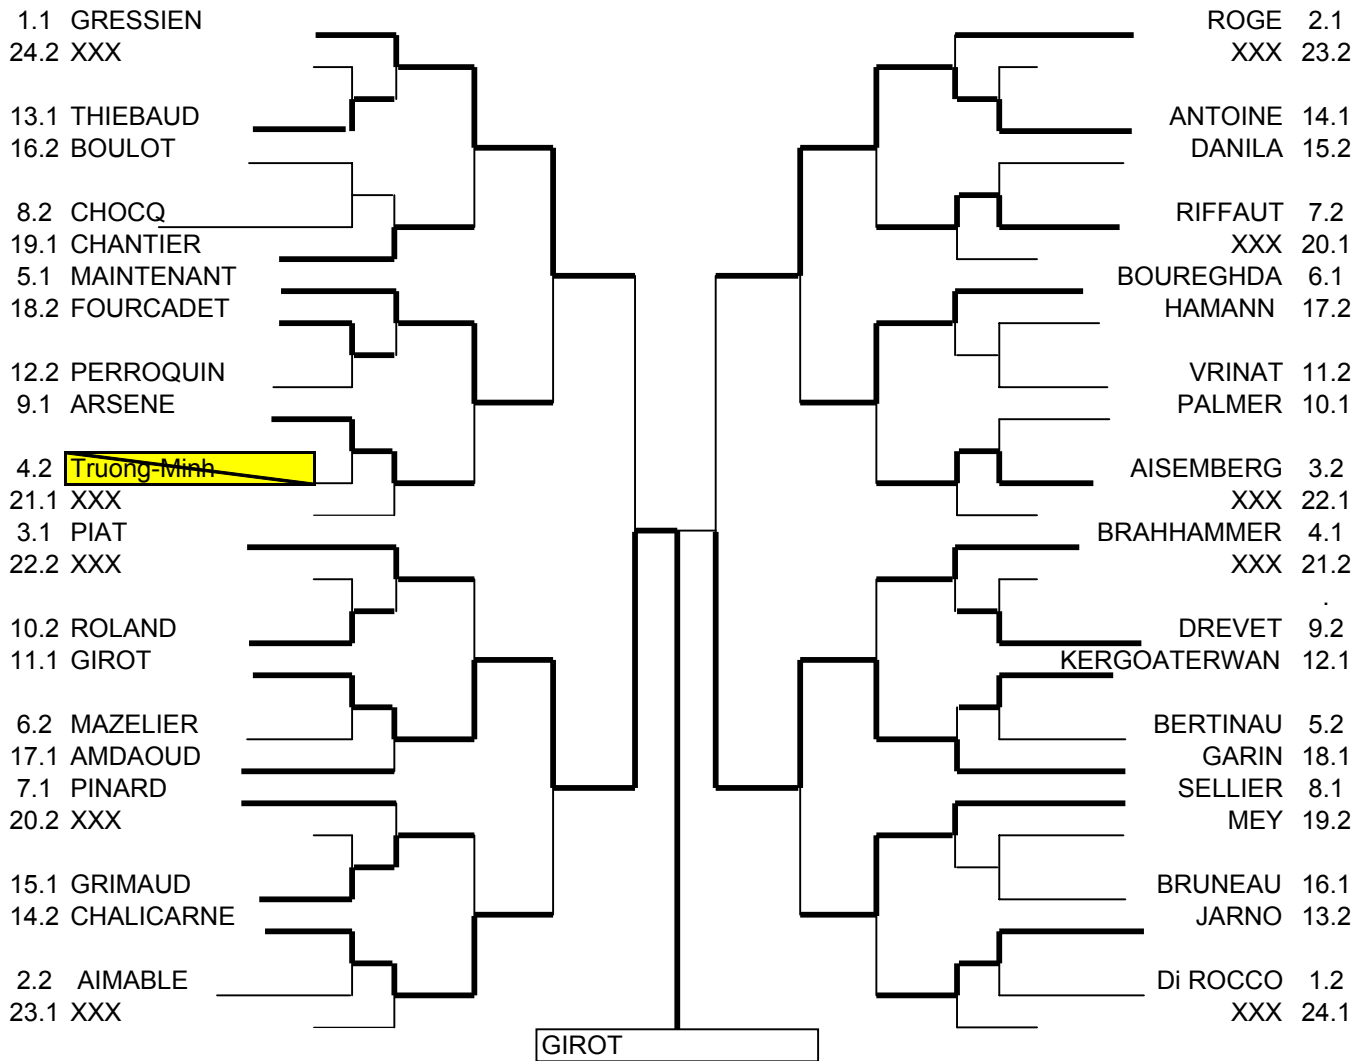 1.1 GRESSIEN
24.2 XXX
13.1 THIEBAUD
16.2 BOULOT
8.2 CHOCQ
19.1 CHANTIER
5.1 MAINTENANT
18.2 FOURCADET
12.2 PERROQUIN
9.1 ARSENE
4.2 Truong-Minh
21.1 XXX
3.1 PIAT
22.2 XXX
10.2 ROLAND
11.1 GIROT
6.2 MAZELIER
17.1 AMDAOUD
7.1 PINARD
20.2 XXX
15.1 GRIMAUD
14.2 CHALICARNE
2.2 AIMABLE
23.1 XXX
ROGE 2.1
XXX 23.2
ANTOINE 14.1
DANILA 15.2
RIFFAUT 7.2
XXX 20.1
BOUREGHDA 6.1
HAMANN 17.2
VRINAT 11.2
PALMER 10.1
AISEMBERG 3.2
XXX 22.1
BRAHHAMMER 4.1
XXX 21.2
.
DREVET 9.2
KERGOATERWAN 12.1
BERTINAU 5.2
GARIN 18.1
SELLIER 8.1
MEY 19.2
BRUNEAU 16.1
JARNO 13.2
Di ROCCO 1.2
XXX 24.1
GIROT